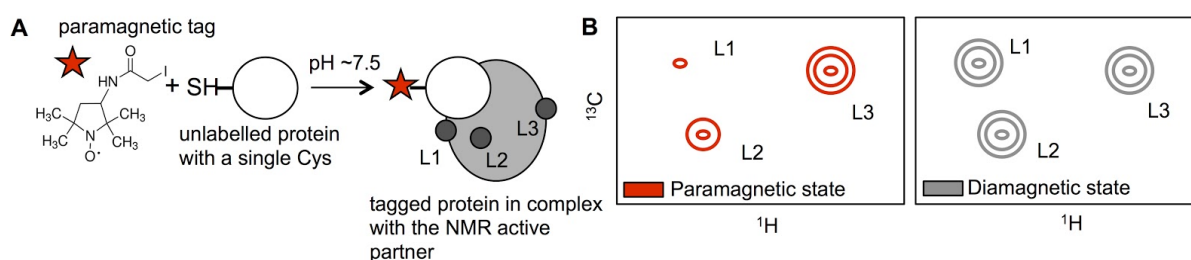 A
paramagnetic tag
O
I
HN
H₃C
CH₃
H₃C
N
CH₃
O•
+
SH
unlabelled protein
with a single Cys
pH ~7.5
L1
L2
L3
tagged protein in complex
with the NMR active
partner
B
¹³C
L1
L3
L2
Paramagnetic state
¹H
L1
L3
L2
Diamagnetic state
¹H